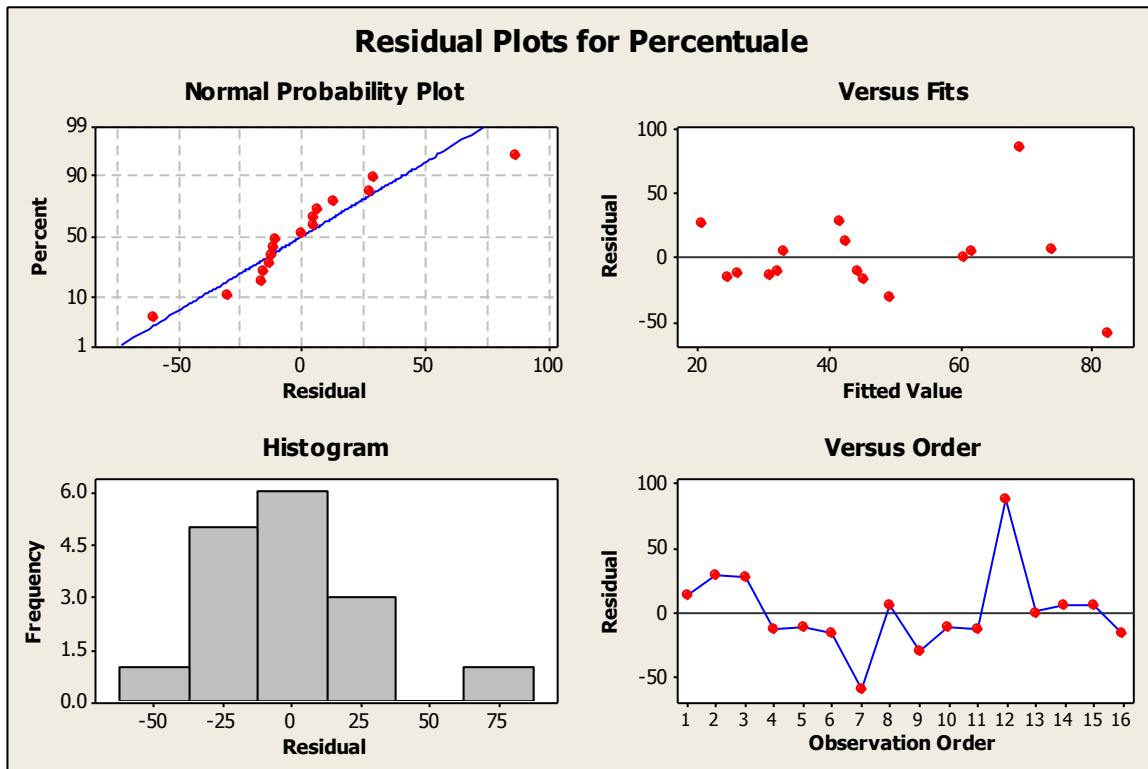 Residual Plots for Percentuale
Normal Probability Plot
99
90
50
10
1
Percent
-50 0 50 100
Residual
Versus Fits
100
50
0
-50
Residual
20 40 60 80
Fitted Value
Histogram
6.0
4.5
3.0
1.5
0.0
Frequency
-50 -25 0 25 50 75
Residual
Versus Order
100
50
0
-50
Residual
1 2 3 4 5 6 7 8 9 10 11 12 13 14 15 16
Observation Order